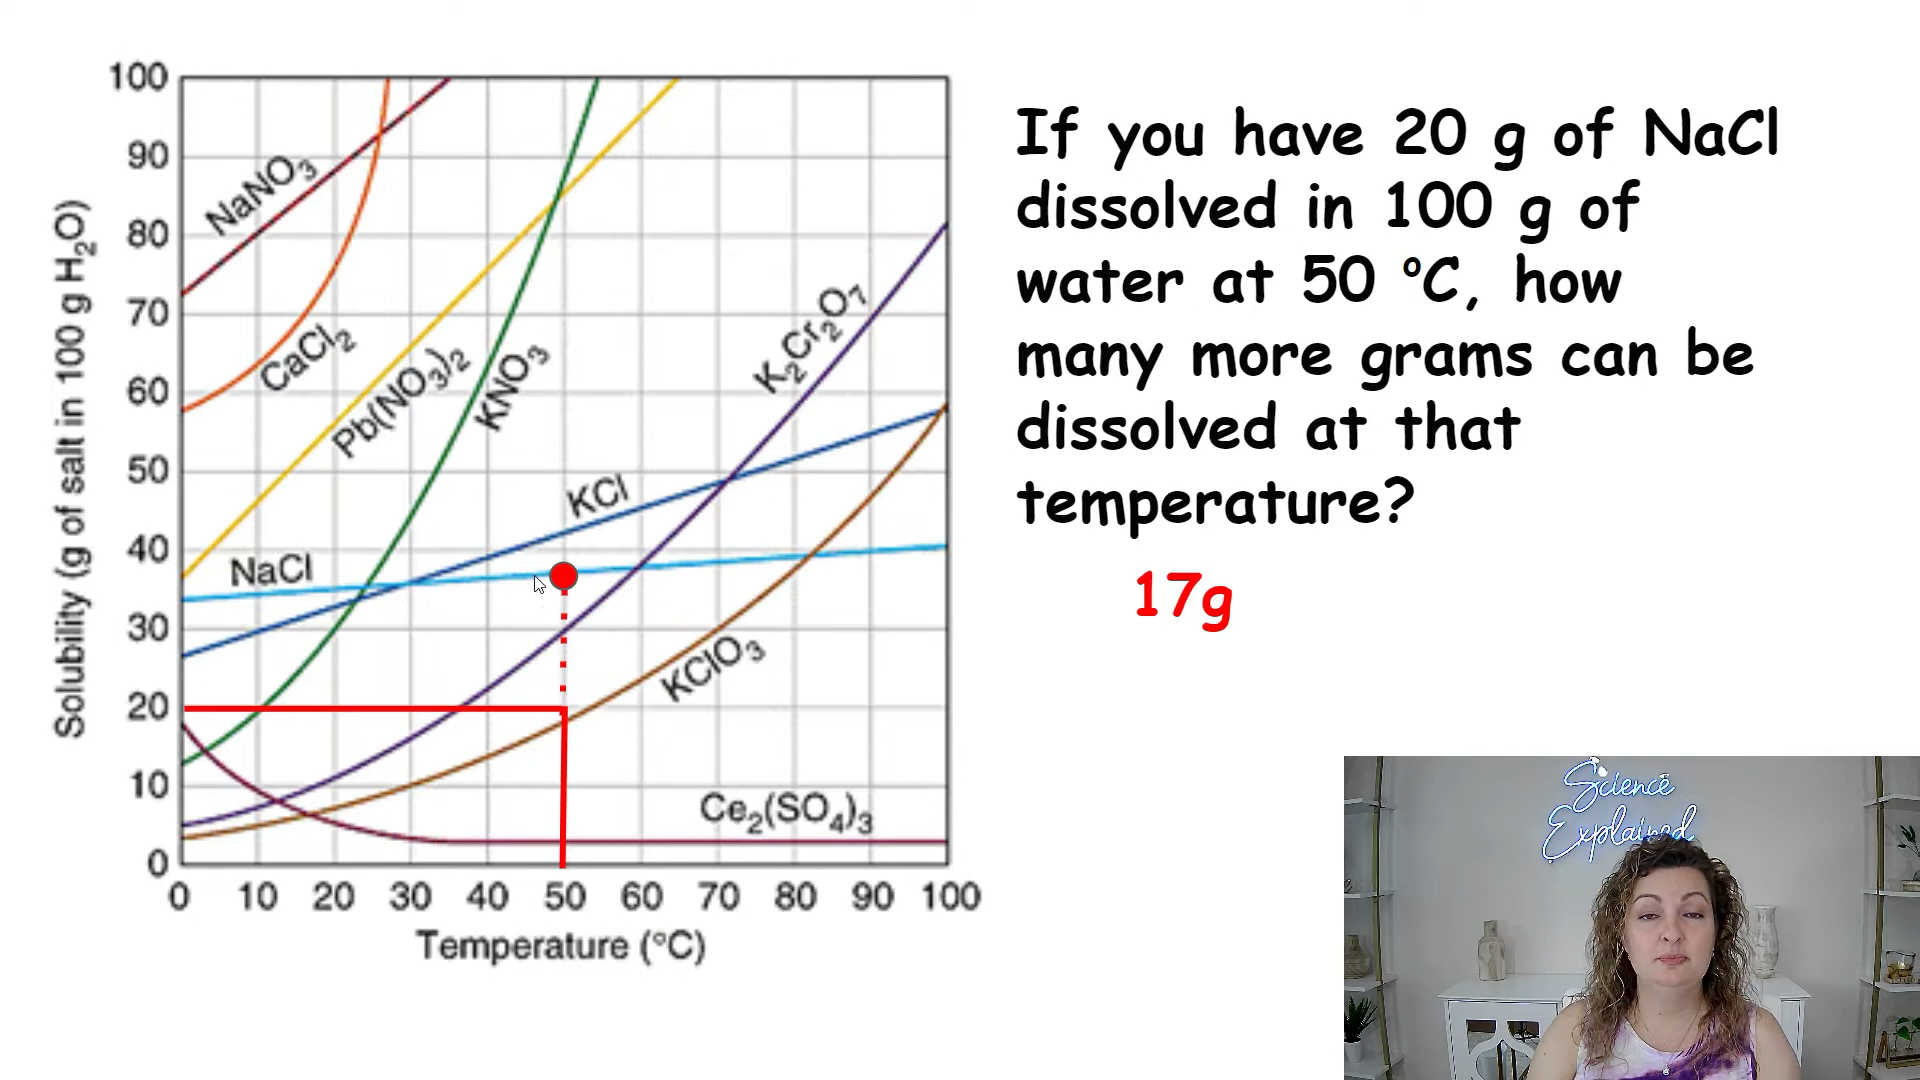 If you have 20 g of NaCl
dissolved in 100 g of
water at 50 °C, how
many more grams can be
dissolved at that
temperature?
17g
Solubility (g of salt in 100 g H₂O)
100
90
80
70
60
50
40
30
20
10
0
NaNO₃
CaCl₂
Pb(NO₃)₂
KNO₃
K₂Cr₂O₇
KCl
NaCl
KClO₃
Ce₂(SO₄)₃
0 10 20 30 40 50 60 70 80 90 100
Temperature (°C)
Science
Explained